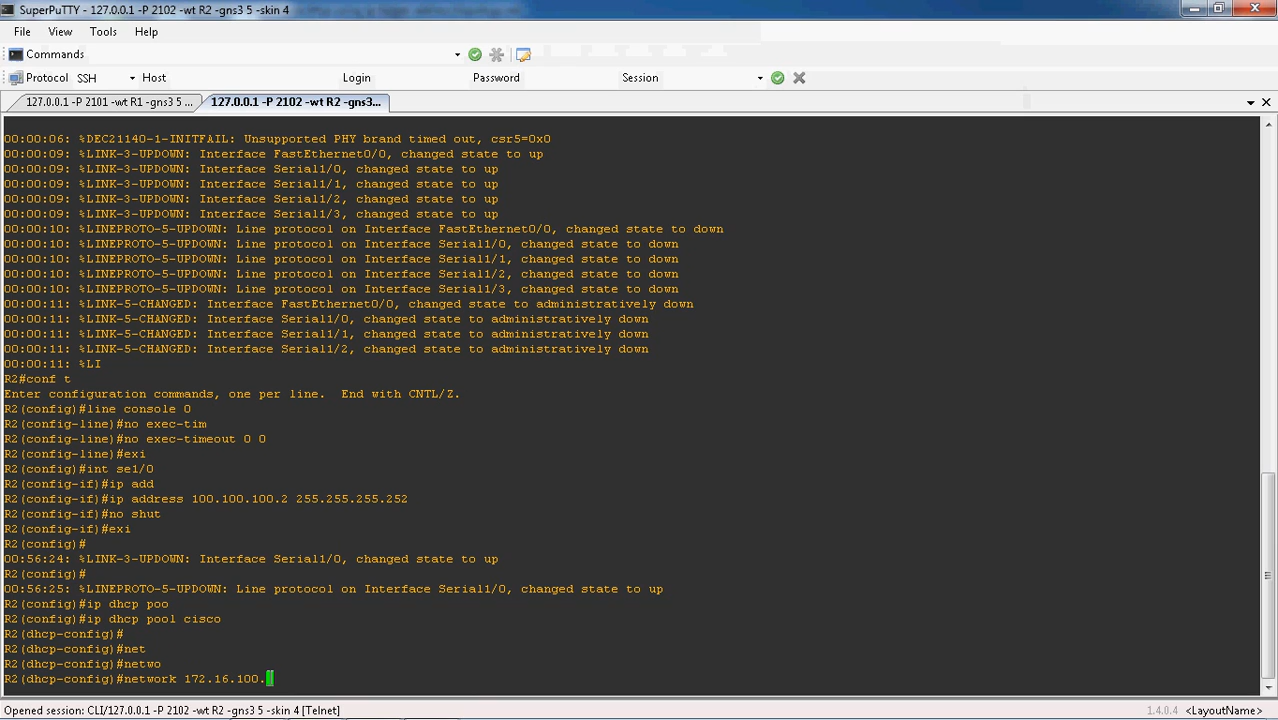 SuperPuTTY - 127.0.0.1 -P 2102 -wt R2 -gns3 5 -skin 4
File View Tools Help
Commands
Protocol SSH Host Login Password Session
127.0.0.1 -P 2101 -wt R1 -gns3 5 ... 127.0.0.1 -P 2102 -wt R2 -gns3...
00:00:06: %DEC21140-1-INITFAIL: Unsupported PHY brand timed out, csr5=0x0
00:00:09: %LINK-3-UPDOWN: Interface FastEthernet0/0, changed state to up
00:00:09: %LINK-3-UPDOWN: Interface Serial1/0, changed state to up
00:00:09: %LINK-3-UPDOWN: Interface Serial1/1, changed state to up
00:00:09: %LINK-3-UPDOWN: Interface Serial1/2, changed state to up
00:00:09: %LINK-3-UPDOWN: Interface Serial1/3, changed state to up
00:00:10: %LINEPROTO-5-UPDOWN: Line protocol on Interface FastEthernet0/0, changed state to down
00:00:10: %LINEPROTO-5-UPDOWN: Line protocol on Interface Serial1/0, changed state to down
00:00:10: %LINEPROTO-5-UPDOWN: Line protocol on Interface Serial1/1, changed state to down
00:00:10: %LINEPROTO-5-UPDOWN: Line protocol on Interface Serial1/2, changed state to down
00:00:10: %LINEPROTO-5-UPDOWN: Line protocol on Interface Serial1/3, changed state to down
00:00:11: %LINK-5-CHANGED: Interface FastEthernet0/0, changed state to administratively down
00:00:11: %LINK-5-CHANGED: Interface Serial1/0, changed state to administratively down
00:00:11: %LINK-5-CHANGED: Interface Serial1/1, changed state to administratively down
00:00:11: %LINK-5-CHANGED: Interface Serial1/2, changed state to administratively down
00:00:11: %LI
R2#conf t
Enter configuration commands, one per line.  End with CNTL/Z.
R2(config)#line console 0
R2(config-line)#no exec-tim
R2(config-line)#no exec-timeout 0 0
R2(config-line)#exi
R2(config)#int se1/0
R2(config-if)#ip add
R2(config-if)#ip address 100.100.100.2 255.255.255.252
R2(config-if)#no shut
R2(config-if)#exi
R2(config)#
00:56:24: %LINK-3-UPDOWN: Interface Serial1/0, changed state to up
R2(config)#
00:56:25: %LINEPROTO-5-UPDOWN: Line protocol on Interface Serial1/0, changed state to up
R2(config)#ip dhcp poo
R2(config)#ip dhcp pool cisco
R2(dhcp-config)#
R2(dhcp-config)#net
R2(dhcp-config)#netwo
R2(dhcp-config)#network 172.16.100.
Opened session: CLI/127.0.0.1 -P 2102 -wt R2 -gns3 5 -skin 4 [Telnet] 1.4.0.4 <LayoutName>